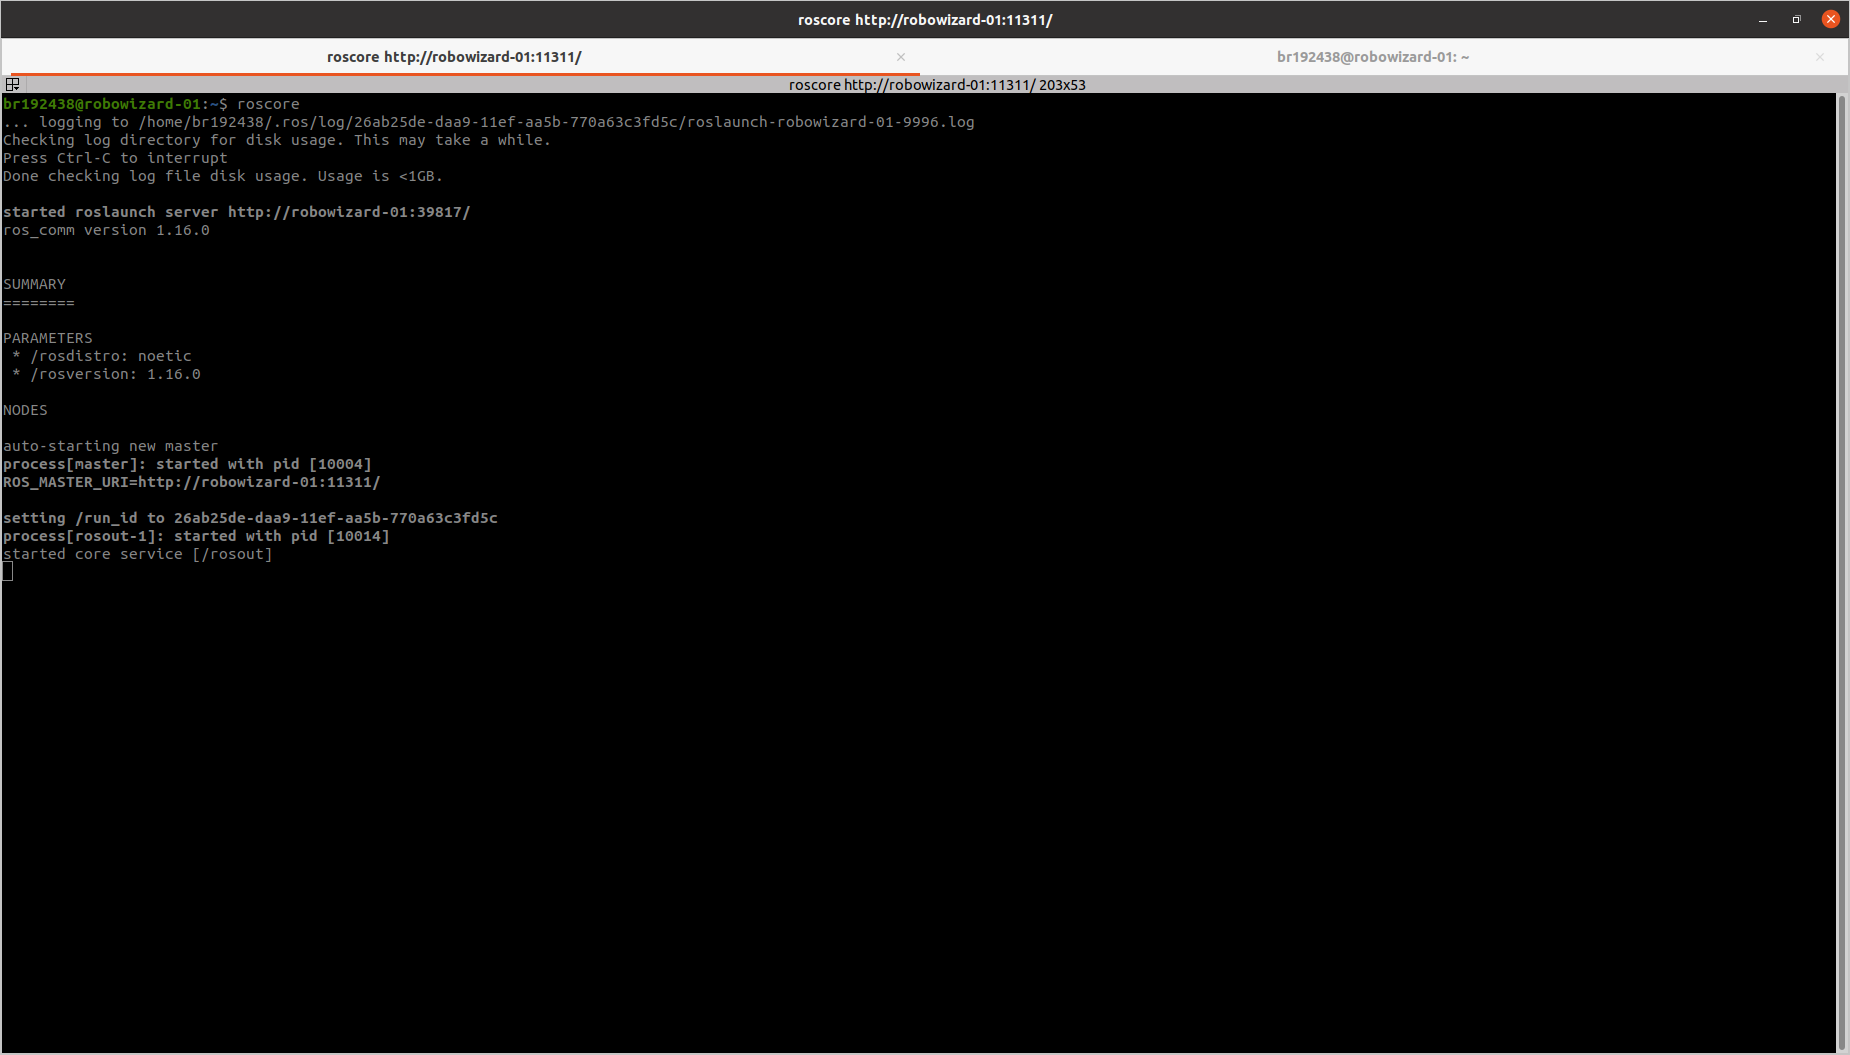 roscore http://robowizard-01:11311/
roscore http://robowizard-01:11311/
br192438@robowizard-01: ~
roscore http://robowizard-01:11311/ 203x53
br192438@robowizard-01:~$ roscore
... logging to /home/br192438/.ros/log/26ab25de-daa9-11ef-aa5b-770a63c3fd5c/roslaunch-robowizard-01-9996.log
Checking log directory for disk usage. This may take a while.
Press Ctrl-C to interrupt
Done checking log file disk usage. Usage is <1GB.
started roslaunch server http://robowizard-01:39817/
ros_comm version 1.16.0
SUMMARY
========
PARAMETERS
 * /rosdistro: noetic
 * /rosversion: 1.16.0
NODES
auto-starting new master
process[master]: started with pid [10004]
ROS_MASTER_URI=http://robowizard-01:11311/
setting /run_id to 26ab25de-daa9-11ef-aa5b-770a63c3fd5c
process[rosout-1]: started with pid [10014]
started core service [/rosout]